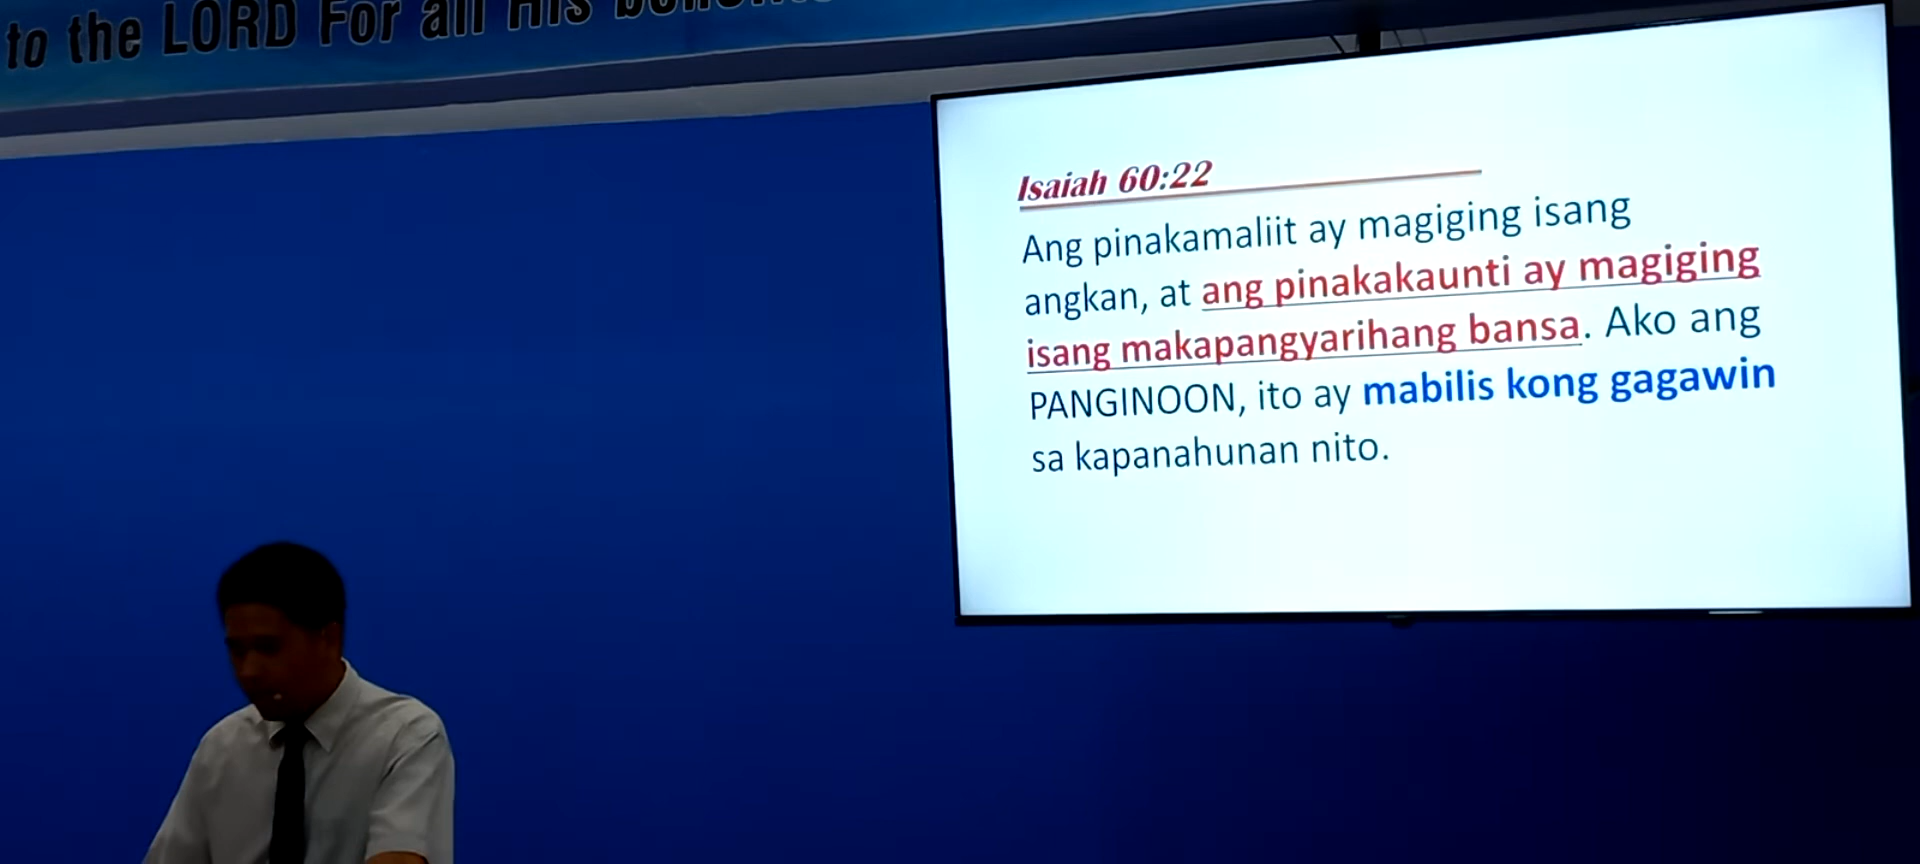 to the LORD For all His
Isaiah 60:22
Ang pinakamaliit ay magiging isang
angkan, at ang pinakakaunti ay magiging
isang makapangyarihang bansa. Ako ang
PANGINOON, ito ay mabilis kong gagawin
sa kapanahunan nito.